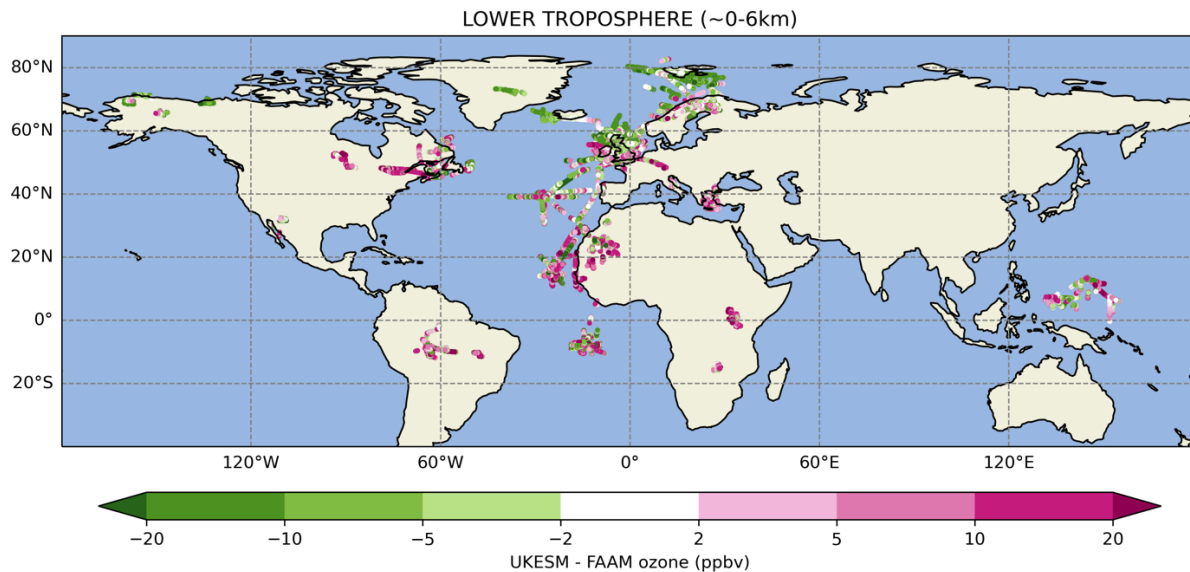 LOWER TROPOSPHERE (~0-6km)
80°N
60°N
40°N
20°N
0°
20°S
120°W 60°W 0° 60°E 120°E
−20 −10 −5 −2 2 5 10 20
UKESM - FAAM ozone (ppbv)